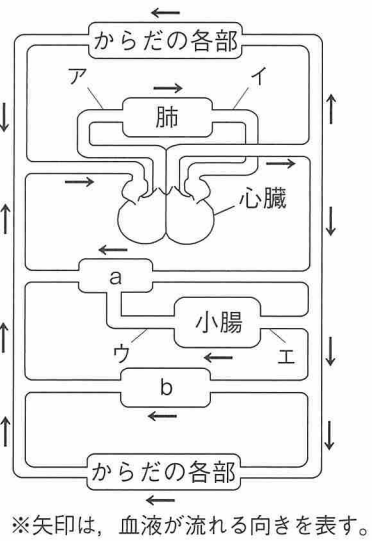 からだの各部
ア
イ
肺
心臓
a
小腸
ウ
エ
b
からだの各部
※矢印は，血液が流れる向きを表す。